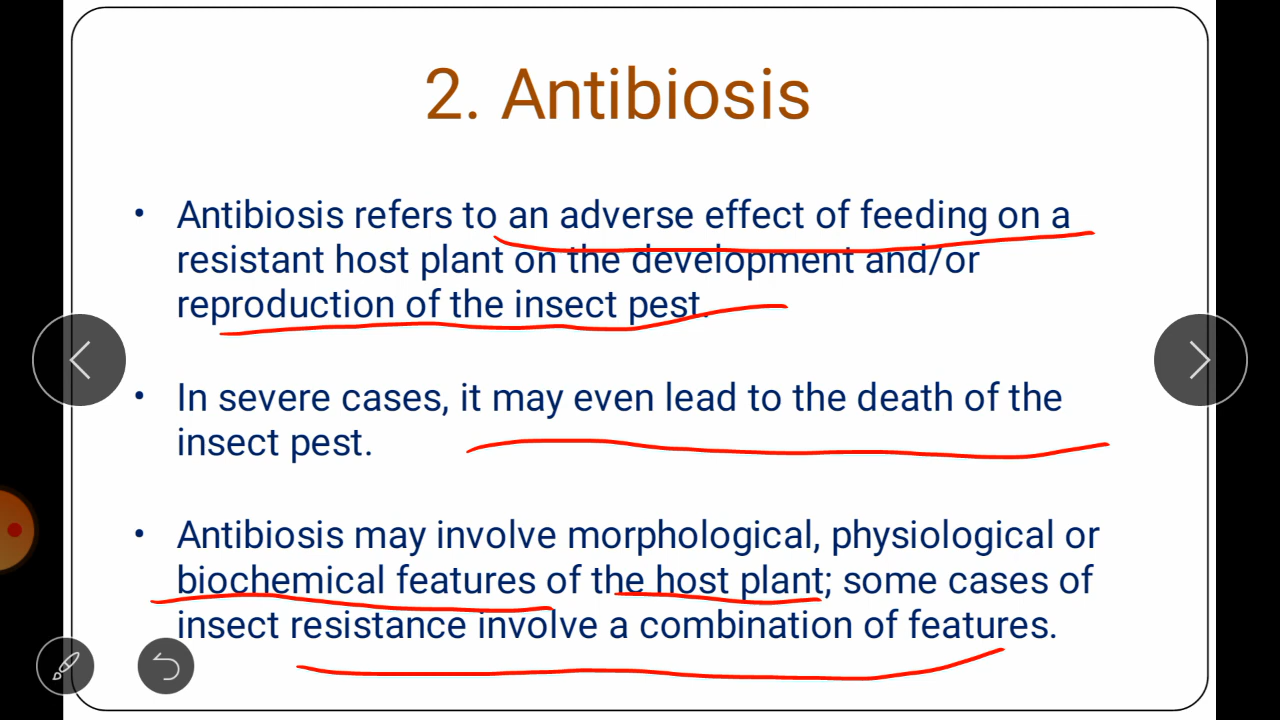 2. Antibiosis
• Antibiosis refers to an adverse effect of feeding on a
resistant host plant on the development and/or
reproduction of the insect pest.
• In severe cases, it may even lead to the death of the
insect pest.
• Antibiosis may involve morphological, physiological or
biochemical features of the host plant; some cases of
insect resistance involve a combination of features.